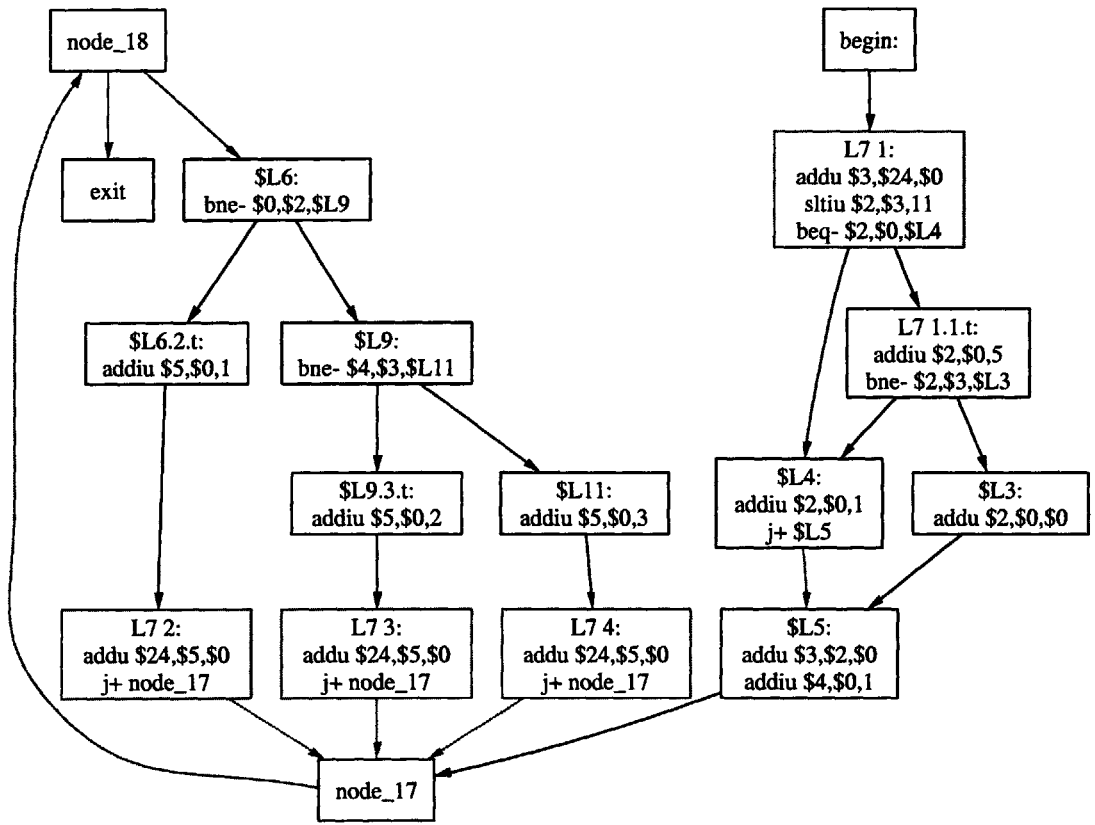 node_18
begin:
exit
$L6:
bne- $0,$2,$L9
L7 1:
addu $3,$24,$0
sltiu $2,$3,11
beq- $2,$0,$L4
$L6.2.t:
addiu $5,$0,1
$L9:
bne- $4,$3,$L11
L7 1.1.t:
addiu $2,$0,5
bne- $2,$3,$L3
$L9.3.t:
addiu $5,$0,2
$L11:
addiu $5,$0,3
$L4:
addiu $2,$0,1
j+ $L5
$L3:
addu $2,$0,$0
L7 2:
addu $24,$5,$0
j+ node_17
L7 3:
addu $24,$5,$0
j+ node_17
L7 4:
addu $24,$5,$0
j+ node_17
$L5:
addu $3,$2,$0
addiu $4,$0,1
node_17